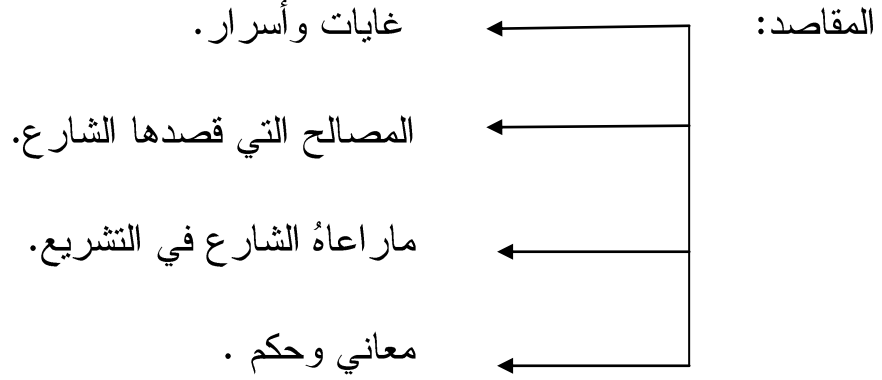 المقاصد: غايات وأسرار.
المصالح التي قصدها الشارع.
ماراعاهُ الشارع في التشريع.
معاني وحكم .